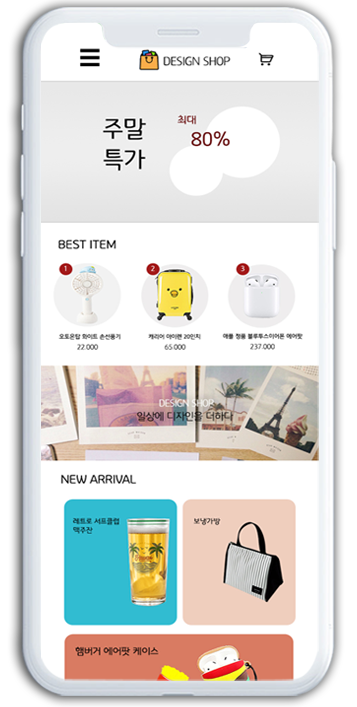 DESIGN SHOP
주말
특가
최대
80%
BEST ITEM
1
2
3
오토온탑 화이트 손선풍기
22.000
캐리어 아이팬 20인치
65.000
애플 정품 블루투스이어폰 에어팟
237.000
DESIGN SHOP
일상에 디자인을 더하다
NEW ARRIVAL
레트로 서프클럽
맥주잔
보냉가방
햄버거 에어팟 케이스